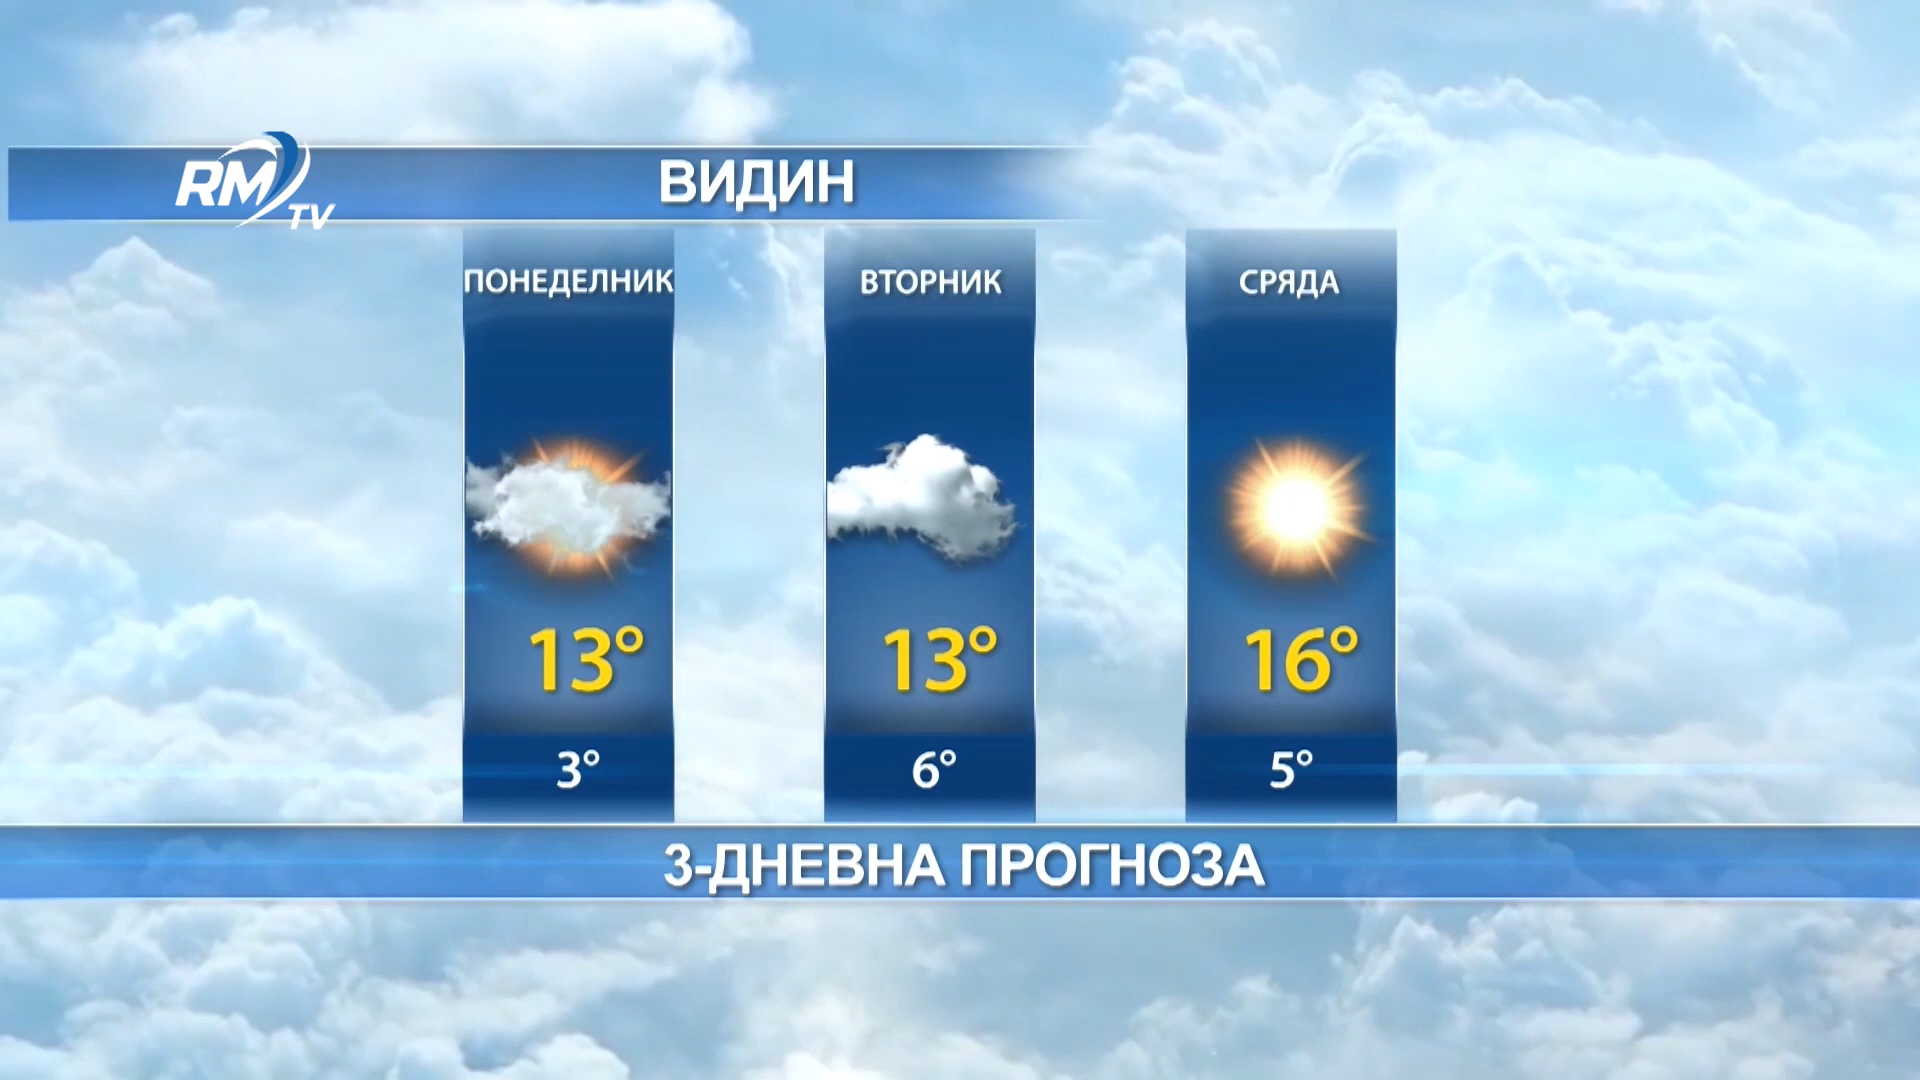 RM TV
ВИДИН
ПОНЕДЕЛНИК
13°
3°
ВТОРНИК
13°
6°
СРЯДА
16°
5°
3-ДНЕВНА ПРОГНОЗА